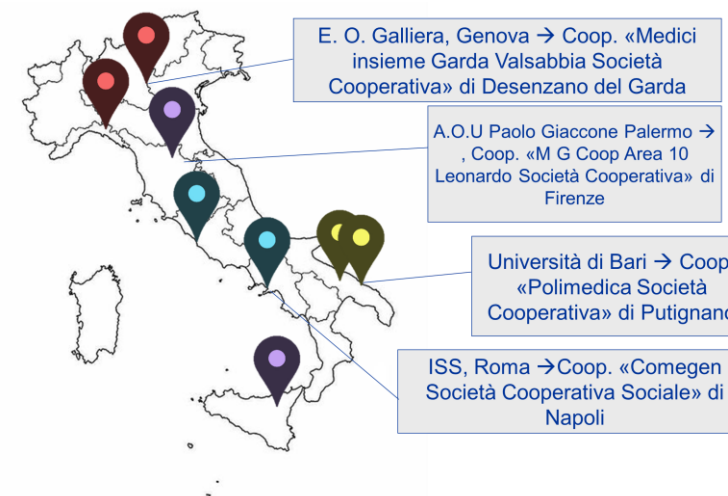 E. O. Galliera, Genova → Coop. «Medici
insieme Garda Valsabbia Società
Cooperativa» di Desenzano del Garda
A.O.U Paolo Giaccone Palermo →
, Coop. «M G Coop Area 10
Leonardo Società Cooperativa» di
Firenze
Università di Bari → Coop
«Polimedica Società
Cooperativa» di Putignano
ISS, Roma →Coop. «Comegen
Società Cooperativa Sociale» di
Napoli